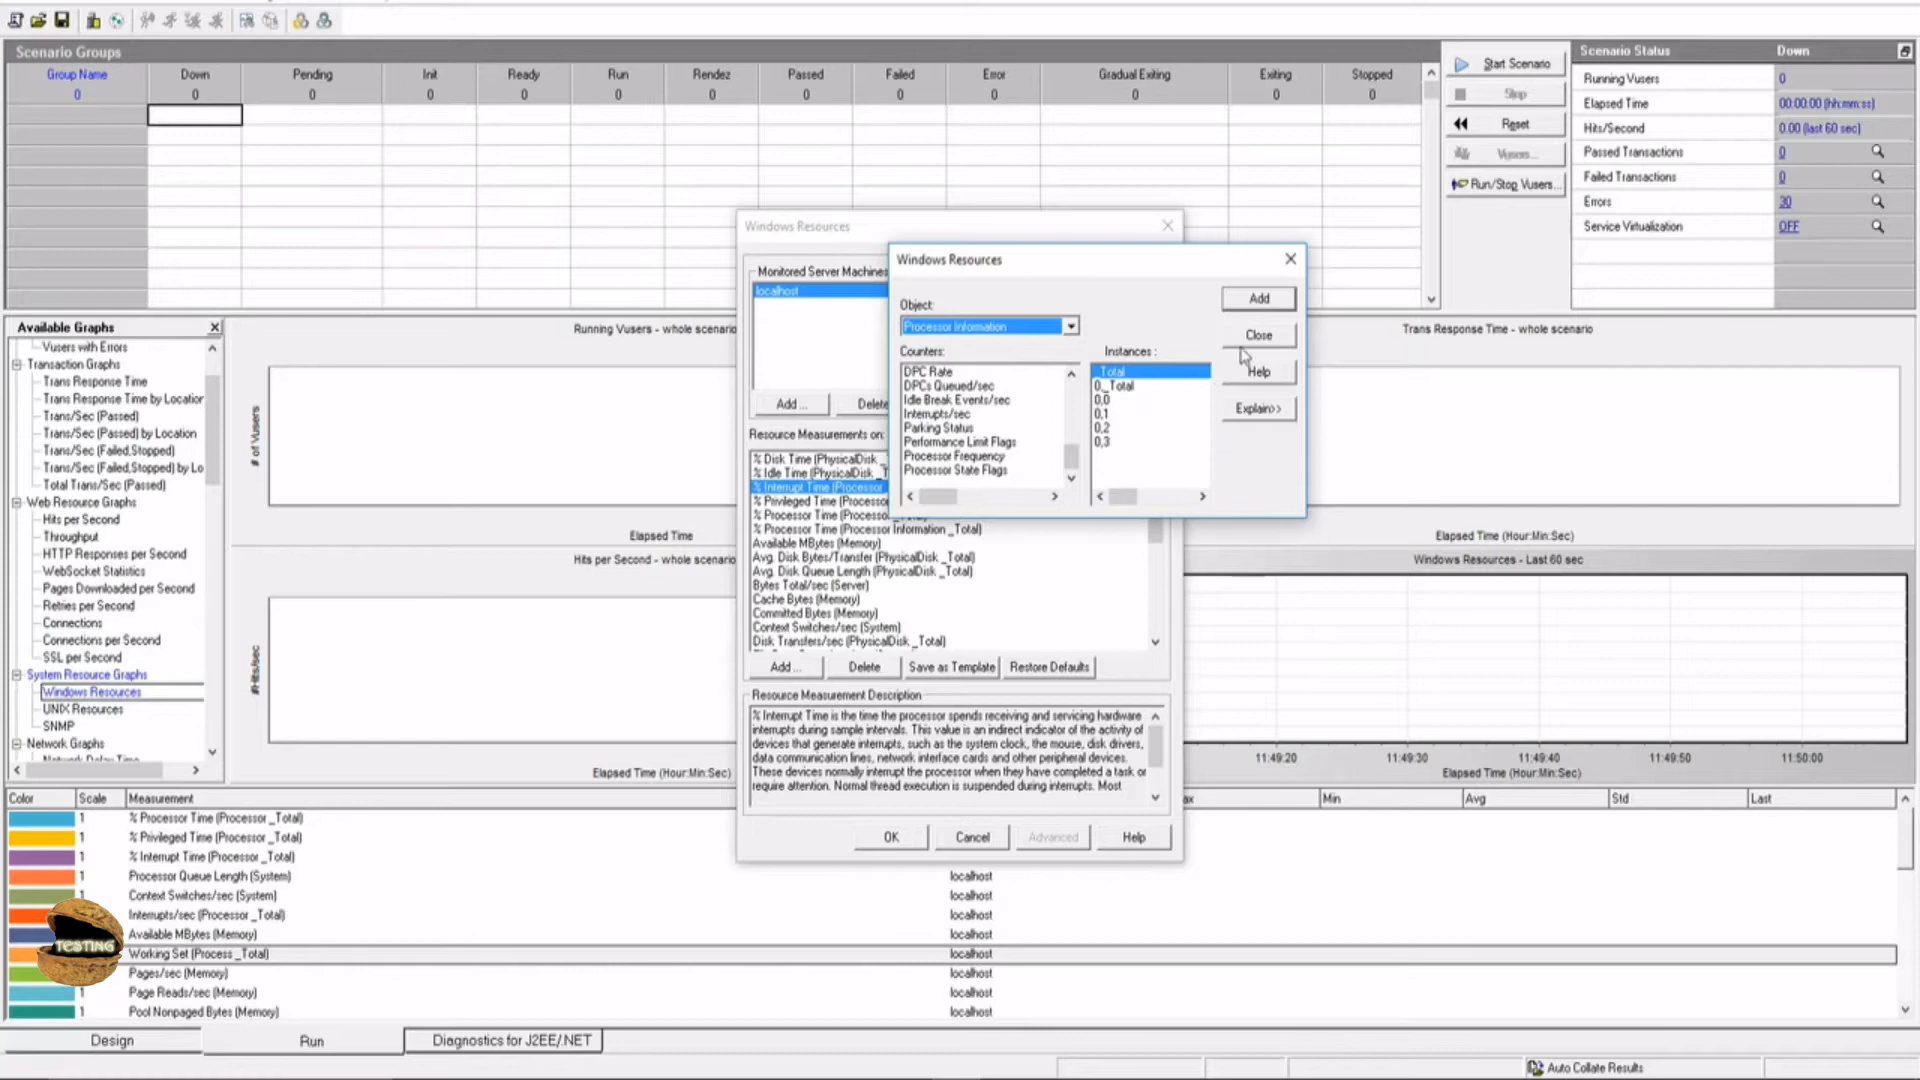 Scenario Groups
Group Name Down Pending Init Ready Run Rendez Passed Failed Error Gradual Exiting Exiting Stopped
0 0 0 0 0 0 0 0 0 0 0 0 0
Start Scenario
Stop
Reset
Vusers...
Run/Stop Vusers...
Scenario Status Down
Running Vusers 0
Elapsed Time 00:00:00 (hh:mm:ss)
Hits/Second 0.00 (last 60 sec)
Passed Transactions 0
Failed Transactions 0
Errors 30
Service Virtualization OFF
Available Graphs
Vusers with Errors
Transaction Graphs
Trans Response Time
Trans Response Time by Location
Trans/Sec (Passed)
Trans/Sec (Passed) by Location
Trans/Sec (Failed,Stopped)
Trans/Sec (Failed,Stopped) by Lo
Total Trans/Sec (Passed)
Web Resource Graphs
Hits per Second
Throughput
HTTP Responses per Second
WebSocket Statistics
Pages Downloaded per Second
Retries per Second
Connections
Connections per Second
SSL per Second
System Resource Graphs
Windows Resources
UNIX Resources
SNMP
Network Graphs
Running Vusers - whole scenario
# of Vusers
Elapsed Time
Hits per Second - whole scenario
#Hits/sec
Elapsed Time (Hour:Min:Sec)
Trans Response Time - whole scenario
Elapsed Time (Hour:Min:Sec)
Windows Resources - Last 60 sec
11:49:20 11:49:30 11:49:40 11:49:50 11:50:00
Elapsed Time (Hour:Min:Sec)
Windows Resources
Monitored Server Machines
localhost
Add ... Delete
Resource Measurements on:
% Disk Time (PhysicalDisk _T
% Idle Time (PhysicalDisk _T
% Interrupt Time (Processor
% Privileged Time (Processor
% Processor Time (Processor _Total)
% Processor Time (Processor Information _Total)
Available MBytes (Memory)
Avg. Disk Bytes/Transfer (PhysicalDisk _Total)
Avg. Disk Queue Length (PhysicalDisk _Total)
Bytes Total/sec (Server)
Cache Bytes (Memory)
Committed Bytes (Memory)
Context Switches/sec (System)
Disk Transfers/sec (PhysicalDisk _Total)
Add ... Delete Save as Template Restore Defaults
Resource Measurement Description
% Interrupt Time is the time the processor spends receiving and servicing hardware
interrupts during sample intervals. This value is an indirect indicator of the activity of
devices that generate interrupts, such as the system clock, the mouse, disk drivers,
data communication lines, network interface cards and other peripheral devices.
These devices normally interrupt the processor when they have completed a task or
require attention. Normal thread execution is suspended during interrupts. Most
OK Cancel Advanced Help
Windows Resources
Object:
Processor Information
Counters:
DPC Rate
DPCs Queued/sec
Idle Break Events/sec
Interrupts/sec
Parking Status
Performance Limit Flags
Processor Frequency
Processor State Flags
Instances :
_Total
0,_Total
0,0
0,1
0,2
0,3
Add
Close
Help
Explain>>
Color Scale Measurement Min Avg Std Last
1 % Processor Time (Processor _Total)
1 % Privileged Time (Processor _Total)
1 % Interrupt Time (Processor _Total)
1 Processor Queue Length (System) localhost
1 Context Switches/sec (System) localhost
1 Interrupts/sec (Processor _Total) localhost
Available MBytes (Memory) localhost
Working Set (Process _Total) localhost
Pages/sec (Memory) localhost
1 Page Reads/sec (Memory) localhost
1 Pool Nonpaged Bytes (Memory) localhost
TESTING
Design Run Diagnostics for J2EE/.NET
Auto Collate Results